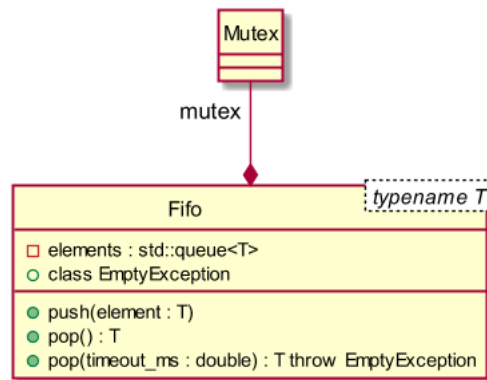 Mutex
mutex
typename T
Fifo
elements : std::queue<T>
class EmptyException
push(element : T)
pop() : T
pop(timeout_ms : double) : T throw EmptyException